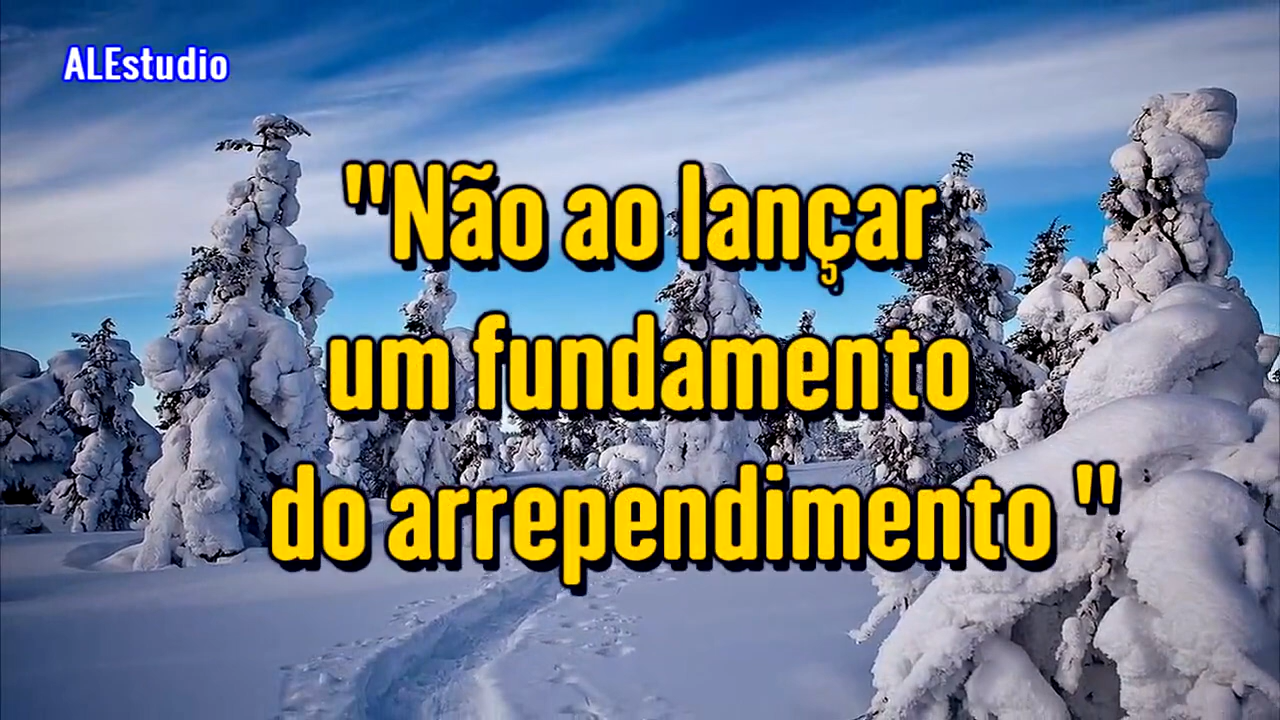 ALEstudio
"Não ao lançar
um fundamento
do arrependimento "